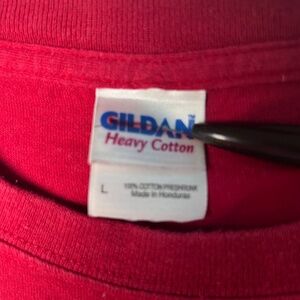 GILDAN
Heavy Cotton
L
100% COTTON PRESHRUNK
Made in Honduras